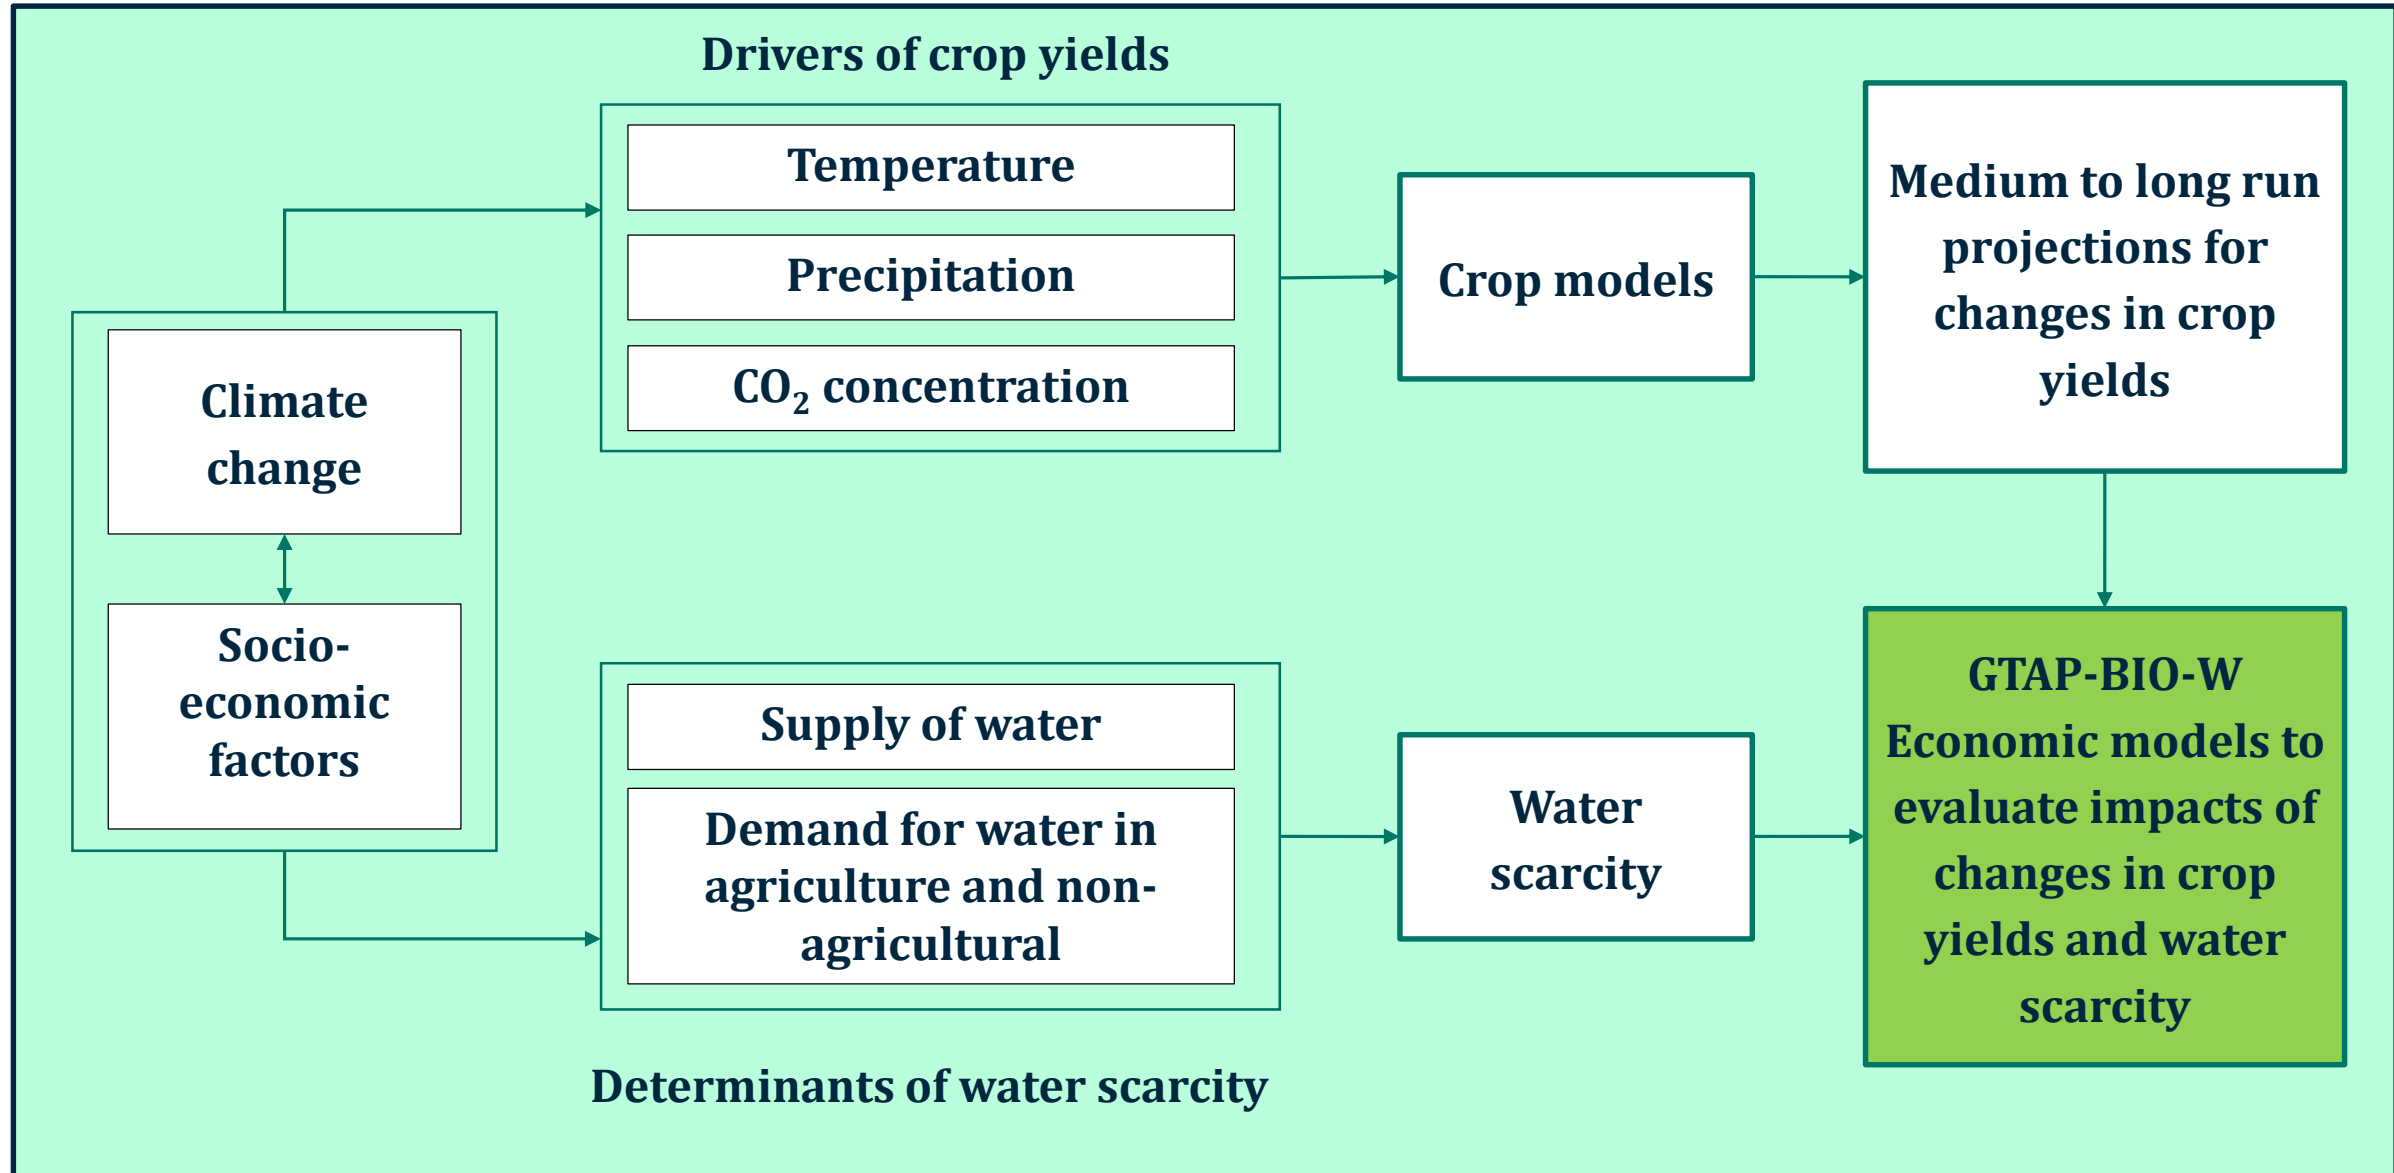 Drivers of crop yields
Temperature
Precipitation
CO₂ concentration
Crop models
Medium to long run
projections for
changes in crop
yields
Climate
change
Socio-
economic
factors
Supply of water
Demand for water in
agriculture and non-
agricultural
Water
scarcity
GTAP-BIO-W
Economic models to
evaluate impacts of
changes in crop
yields and water
scarcity
Determinants of water scarcity